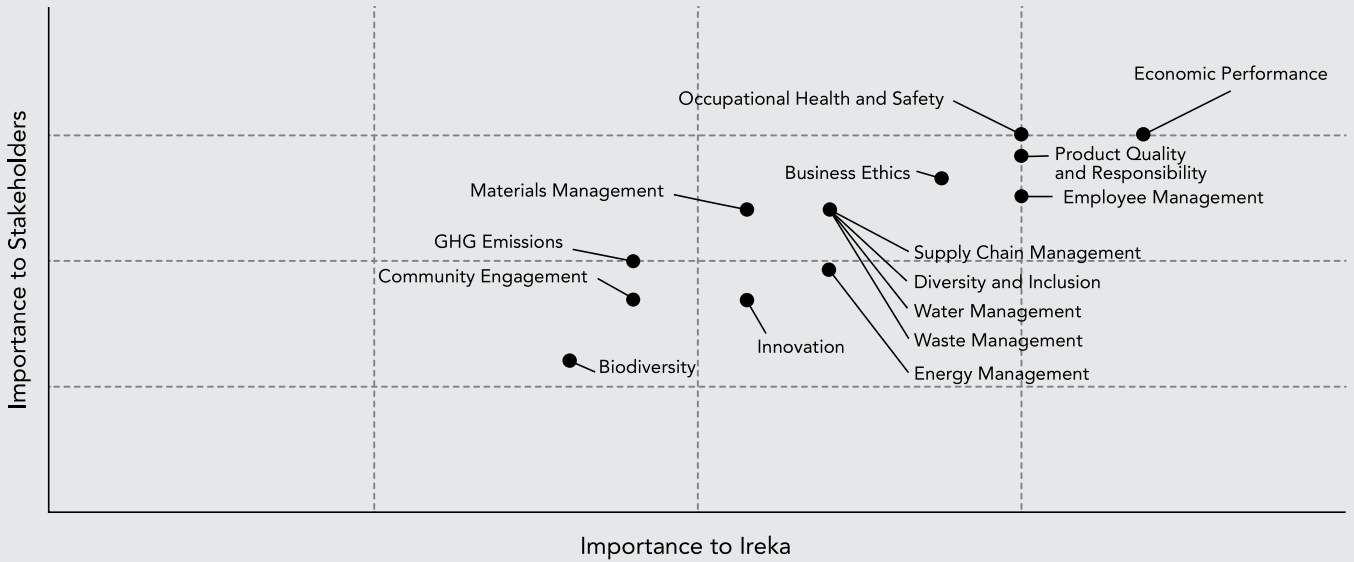 Economic Performance
Occupational Health and Safety
Product Quality
and Responsibility
Business Ethics
Materials Management
Employee Management
GHG Emissions
Supply Chain Management
Community Engagement
Diversity and Inclusion
Water Management
Waste Management
Innovation
Biodiversity
Energy Management
Importance to Stakeholders
Importance to Ireka